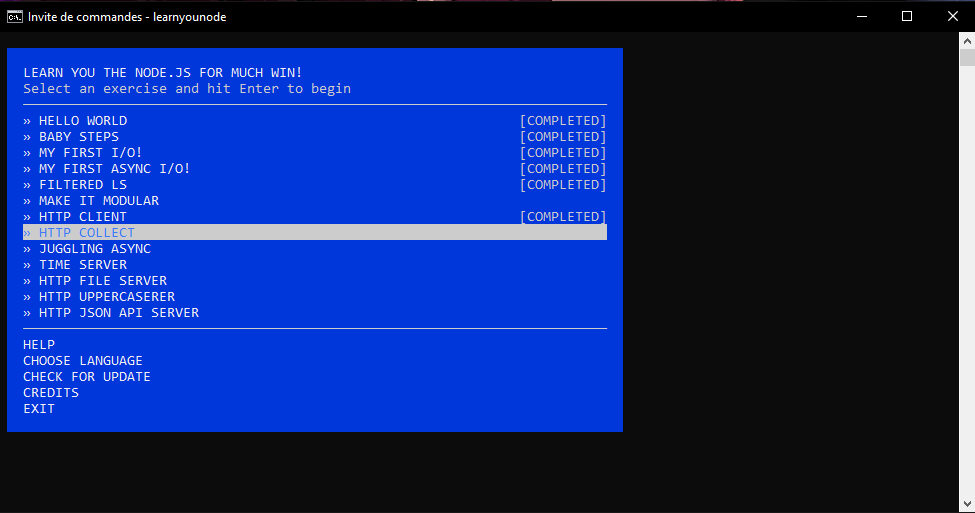 Invite de commandes - learnyounode
LEARN YOU THE NODE.JS FOR MUCH WIN!
Select an exercise and hit Enter to begin
» HELLO WORLD [COMPLETED]
» BABY STEPS [COMPLETED]
» MY FIRST I/O! [COMPLETED]
» MY FIRST ASYNC I/O! [COMPLETED]
» FILTERED LS [COMPLETED]
» MAKE IT MODULAR
» HTTP CLIENT [COMPLETED]
» HTTP COLLECT
» JUGGLING ASYNC
» TIME SERVER
» HTTP FILE SERVER
» HTTP UPPERCASERER
» HTTP JSON API SERVER
HELP
CHOOSE LANGUAGE
CHECK FOR UPDATE
CREDITS
EXIT